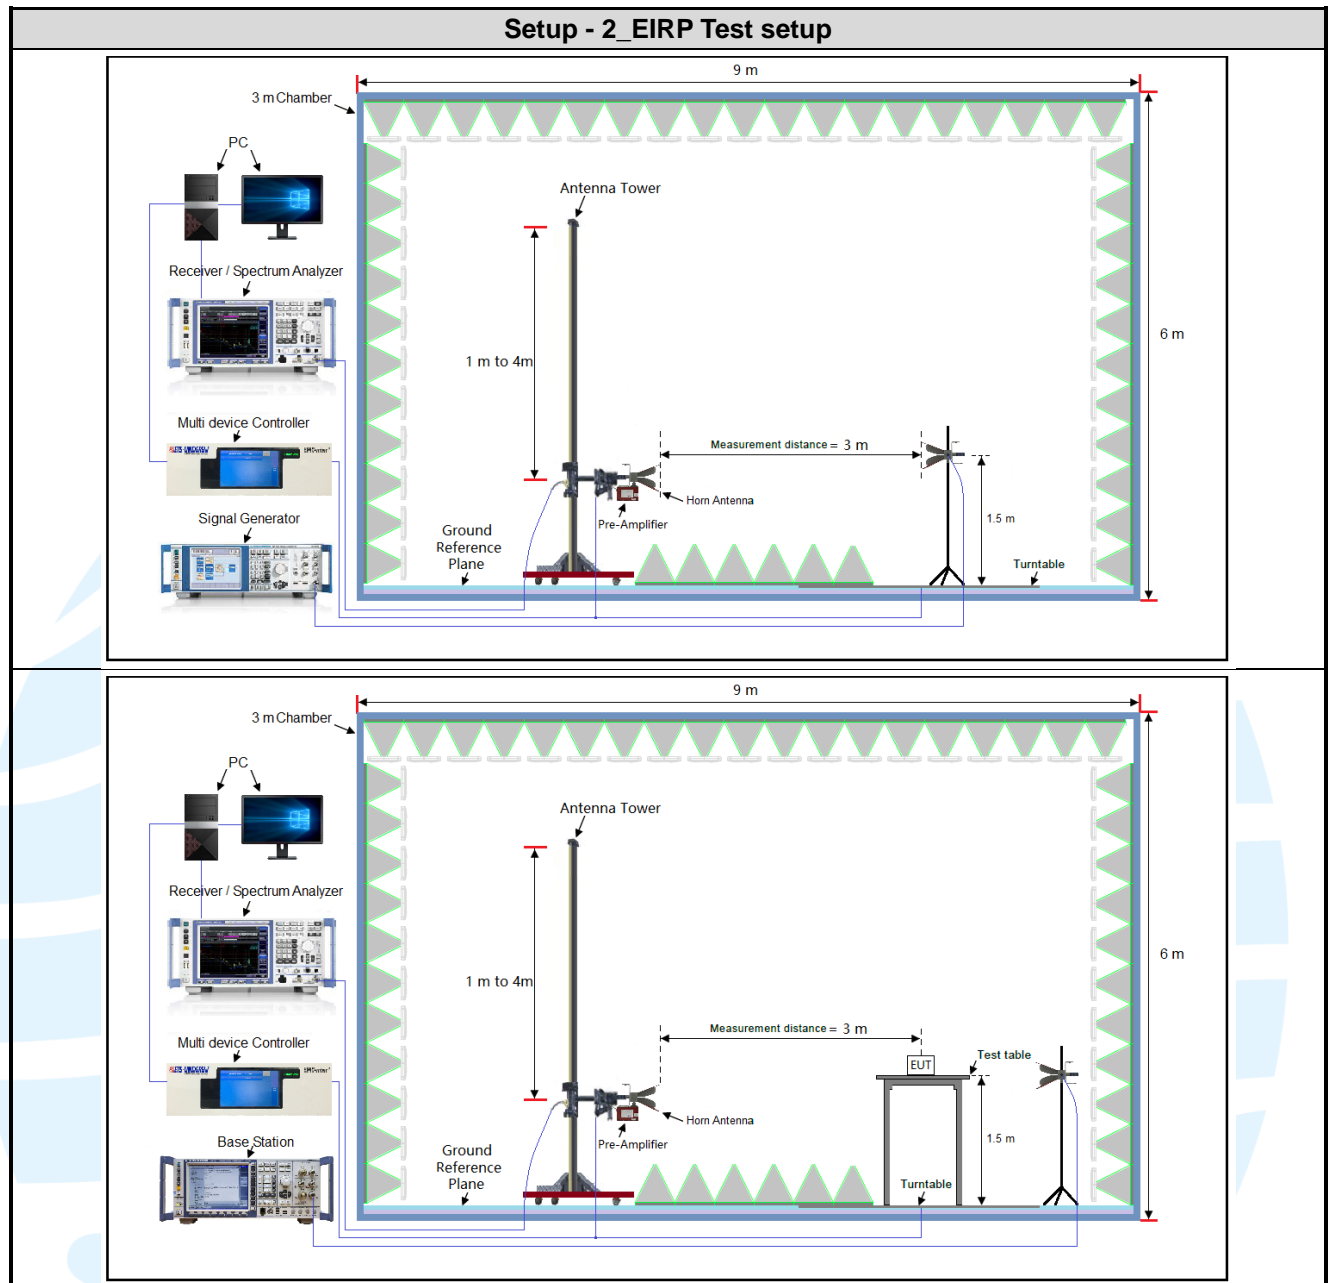 Setup - 2_EIRP Test setup
9 m
3 m Chamber
PC
Antenna Tower
Receiver / Spectrum Analyzer
6 m
1 m to 4m
Multi device Controller
Measurement distance = 3 m
Horn Antenna
Pre-Amplifier
1.5 m
Signal Generator
Ground
Reference
Plane
Turntable
9 m
3 m Chamber
PC
Antenna Tower
Receiver / Spectrum Analyzer
6 m
1 m to 4m
Multi device Controller
Measurement distance = 3 m
EUT
Test table
Horn Antenna
Pre-Amplifier
1.5 m
Base Station
Ground
Reference
Plane
Turntable